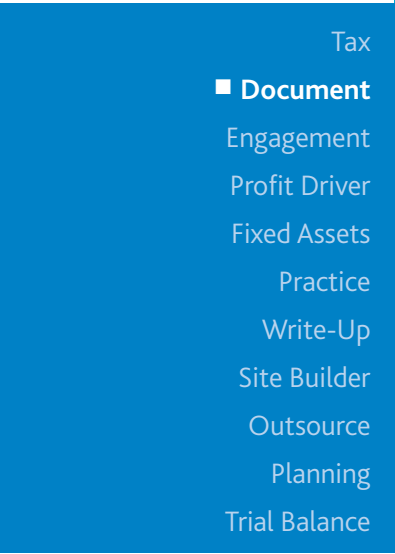 Tax
■ Document
Engagement
Profit Driver
Fixed Assets
Practice
Write-Up
Site Builder
Outsource
Planning
Trial Balance